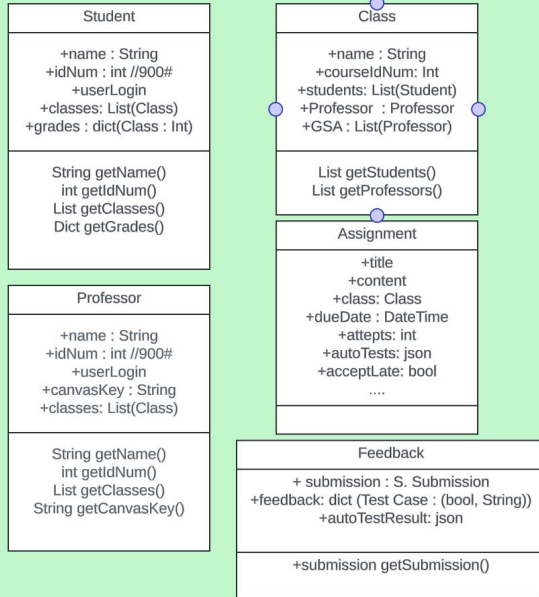 Student
+name : String
+idNum : int //900#
+userLogin
+classes: List(Class)
+grades: dict(Class : Int)
String getName()
int getIdNum()
List getClasses()
Dict getGrades()
Professor
+name : String
+idNum : int //900#
+userLogin
+canvasKey : String
+classes: List(Class)
String getName()
int getIdNum()
List getClasses()
String getCanvasKey()
Class
+name : String
+courseIdNum: Int
+students: List(Student)
+Professor : Professor
+GSA : List(Professor)
List getStudents()
List getProfessors()
Assignment
+title
+content
+class: Class
+dueDate : DateTime
+attepts: int
+autoTests: json
+acceptLate: bool
....
Feedback
+ submission : S. Submission
+feedback: dict (Test Case : (bool, String))
+autoTestResult: json
+submission getSubmission()